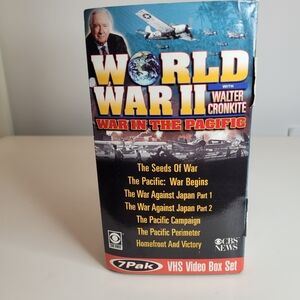 WORLD
WAR II
WITH
WALTER
CRONKITE
WAR IN THE PACIFIC
The Seeds Of War
The Pacific: War Begins
The War Against Japan Part 1
The War Against Japan Part 2
The Pacific Campaign
The Pacific Perimeter
Homefront And Victory
CBS
NEWS
7Pak
VHS Video Box Set